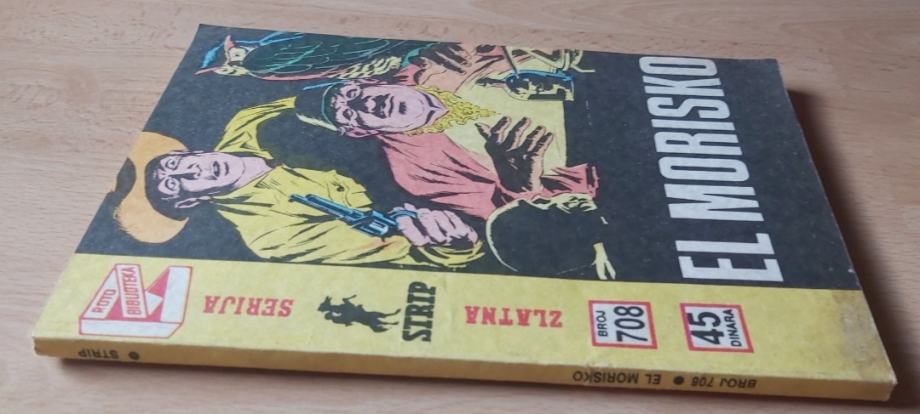 ROTO
BIBLIOTEKA
ZLATNA
STRIP
SERIJA
BROJ
708
45
DINARA
EL MORISKO
BROJ 708 ● EL MORISKO
● STRIP